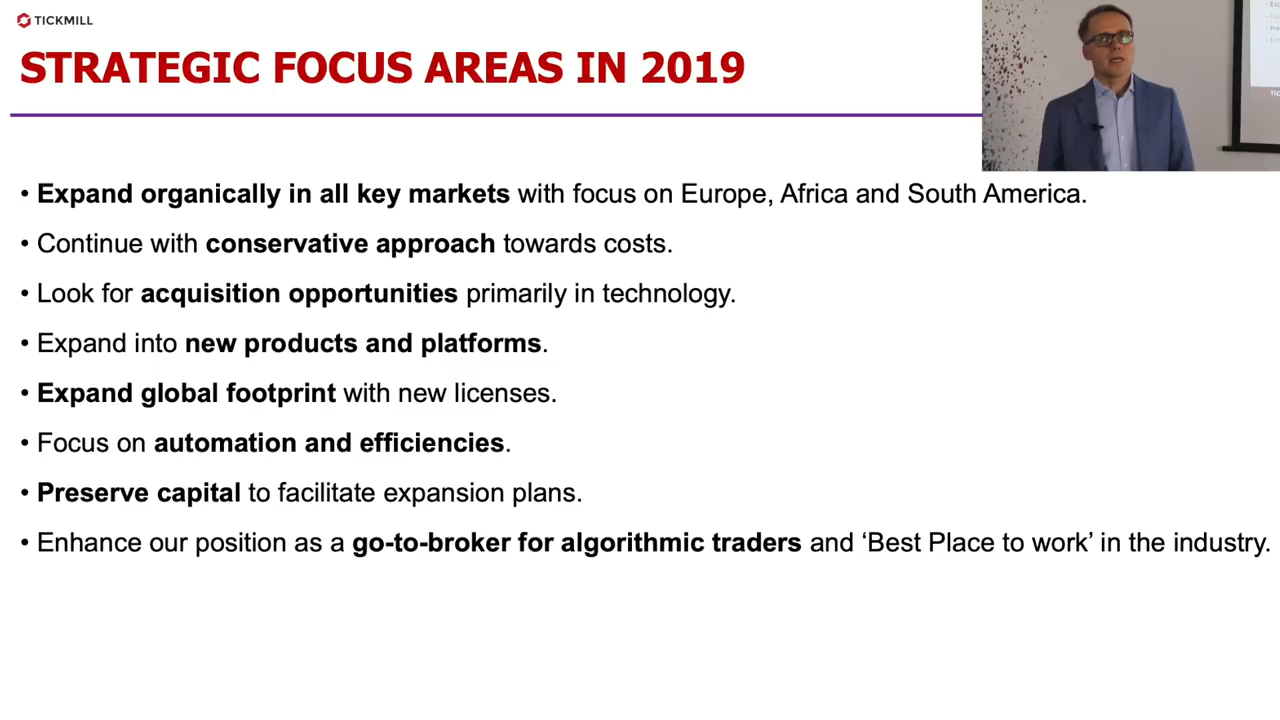 TICKMILL
STRATEGIC FOCUS AREAS IN 2019
• Expand organically in all key markets with focus on Europe, Africa and South America.
• Continue with conservative approach towards costs.
• Look for acquisition opportunities primarily in technology.
• Expand into new products and platforms.
• Expand global footprint with new licenses.
• Focus on automation and efficiencies.
• Preserve capital to facilitate expansion plans.
• Enhance our position as a go-to-broker for algorithmic traders and ‘Best Place to work’ in the industry.